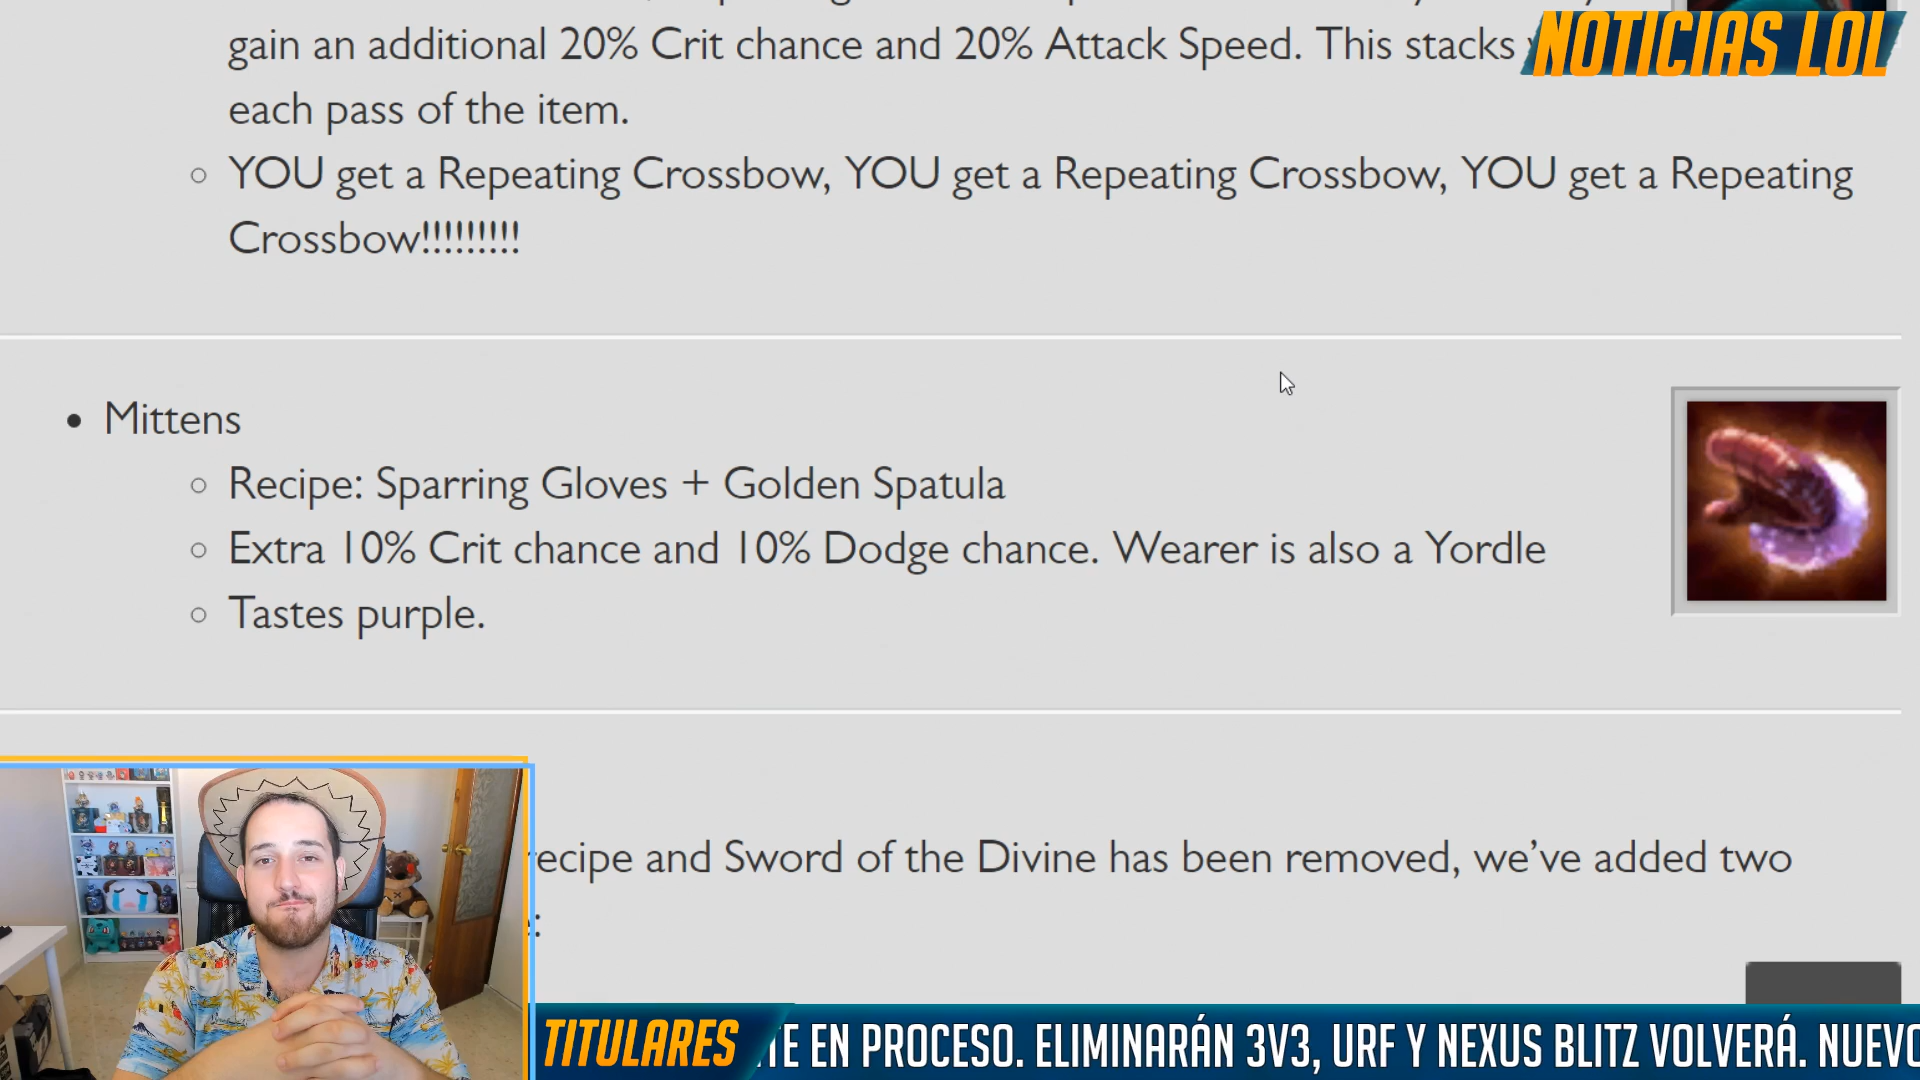 gain an additional 20% Crit chance and 20% Attack Speed. This stacks
NOTICIAS LOL
each pass of the item.
YOU get a Repeating Crossbow, YOU get a Repeating Crossbow, YOU get a Repeating
Crossbow!!!!!!!!!
Mittens
Recipe: Sparring Gloves + Golden Spatula
Extra 10% Crit chance and 10% Dodge chance. Wearer is also a Yordle
Tastes purple.
recipe and Sword of the Divine has been removed, we've added two
:
TITULARES
TE EN PROCESO. ELIMINARÁN 3V3, URF Y NEXUS BLITZ VOLVERÁ. NUEVO